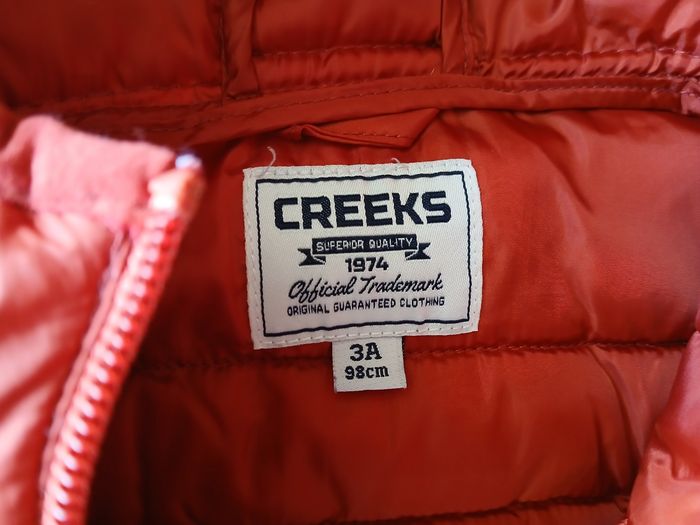 CREEKS
SUPERIOR QUALITY
1974
Official Trademark
ORIGINAL GUARANTEED CLOTHING
3A
98cm